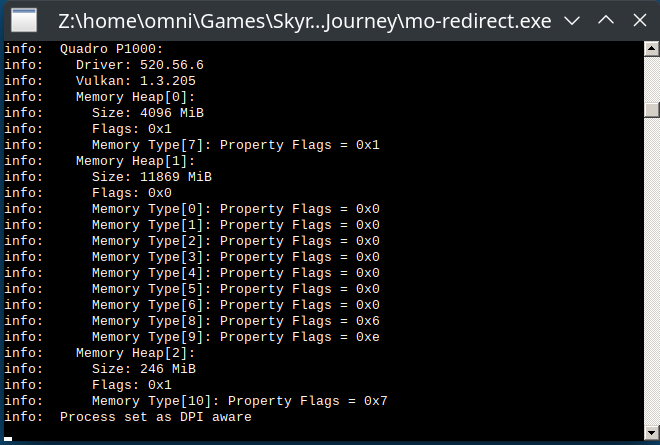 Z:\home\omni\Games\Skyr...Journey\mo-redirect.exe
info:  Quadro P1000:
info:    Driver: 520.56.6
info:    Vulkan: 1.3.205
info:    Memory Heap[0]:
info:      Size: 4096 MiB
info:      Flags: 0x1
info:      Memory Type[7]: Property Flags = 0x1
info:    Memory Heap[1]:
info:      Size: 11869 MiB
info:      Flags: 0x0
info:      Memory Type[0]: Property Flags = 0x0
info:      Memory Type[1]: Property Flags = 0x0
info:      Memory Type[2]: Property Flags = 0x0
info:      Memory Type[3]: Property Flags = 0x0
info:      Memory Type[4]: Property Flags = 0x0
info:      Memory Type[5]: Property Flags = 0x0
info:      Memory Type[6]: Property Flags = 0x0
info:      Memory Type[8]: Property Flags = 0x6
info:      Memory Type[9]: Property Flags = 0xe
info:    Memory Heap[2]:
info:      Size: 246 MiB
info:      Flags: 0x1
info:      Memory Type[10]: Property Flags = 0x7
info:  Process set as DPI aware